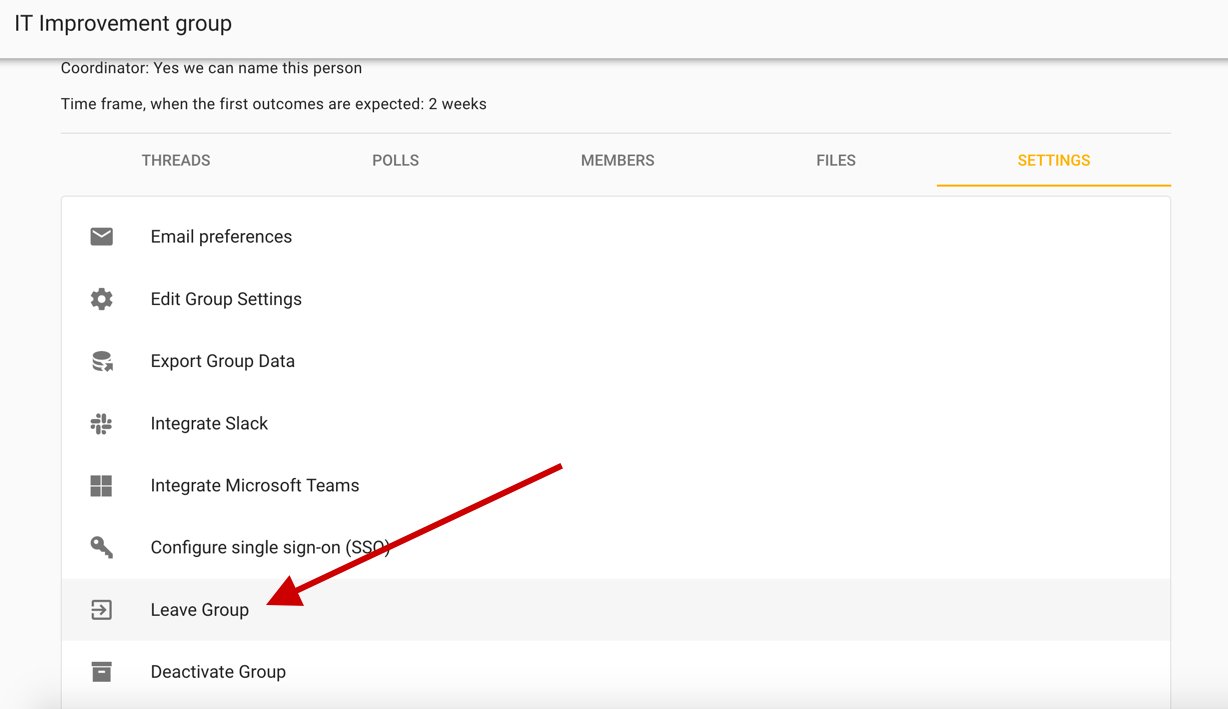 IT Improvement group
Coordinator: Yes we can name this person
Time frame, when the first outcomes are expected: 2 weeks
THREADS POLLS MEMBERS FILES SETTINGS
Email preferences
Edit Group Settings
Export Group Data
Integrate Slack
Integrate Microsoft Teams
Configure single sign-on (SSO)
Leave Group
Deactivate Group